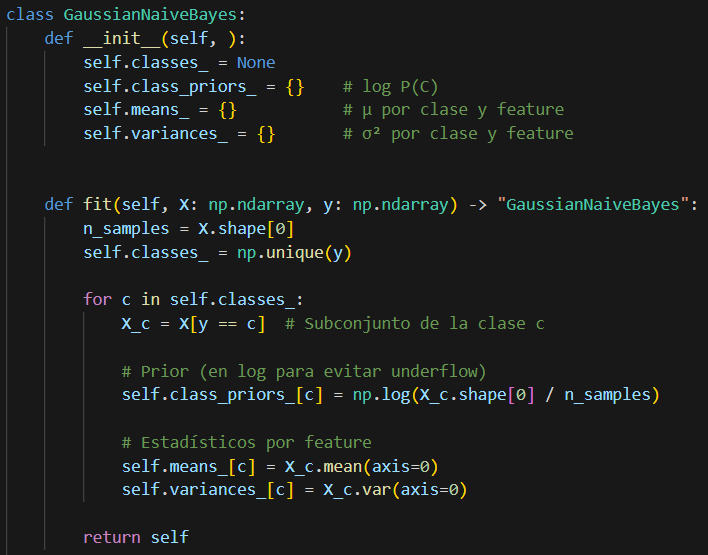 class GaussianNaiveBayes:
    def __init__(self, ):
        self.classes_ = None
        self.class_priors_ = {}    # log P(C)
        self.means_ = {}           # μ por clase y feature
        self.variances_ = {}       # σ² por clase y feature
    def fit(self, X: np.ndarray, y: np.ndarray) -> "GaussianNaiveBayes":
        n_samples = X.shape[0]
        self.classes_ = np.unique(y)
        for c in self.classes_:
            X_c = X[y == c]  # Subconjunto de la clase c
            # Prior (en log para evitar underflow)
            self.class_priors_[c] = np.log(X_c.shape[0] / n_samples)
            # Estadísticos por feature
            self.means_[c] = X_c.mean(axis=0)
            self.variances_[c] = X_c.var(axis=0)
        return self